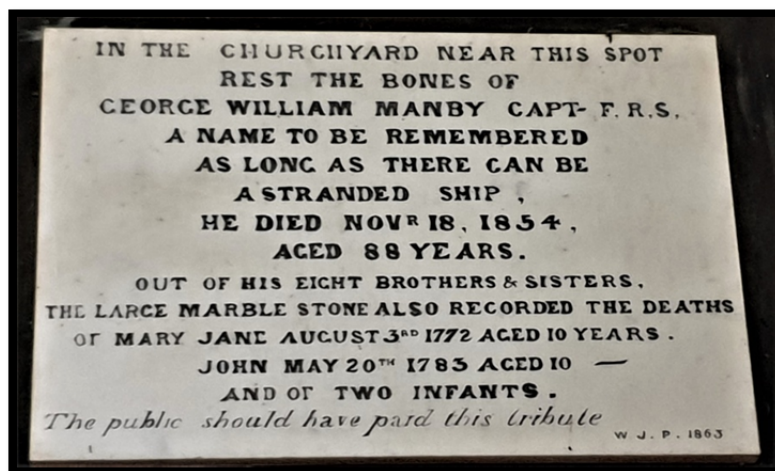 IN THE CHURCHYARD NEAR THIS SPOT
REST THE BONES OF
GEORGE WILLIAM MANBY CAPT- F.R.S,
A NAME TO BE REMEMBERED
AS LONG AS THERE CAN BE
A STRANDED SHIP,
HE DIED NOVR 18, 1854,
AGED 88 YEARS.
OUT OF HIS EIGHT BROTHERS & SISTERS,
THE LARGE MARBLE STONE ALSO RECORDED THE DEATHS
OF MARY JANE AUGUST 3RD 1772 AGED 10 YEARS.
JOHN MAY 20TH 1783 AGED 10 —
AND OF TWO INFANTS.
The public should have paid this tribute
W.J.P. 1863